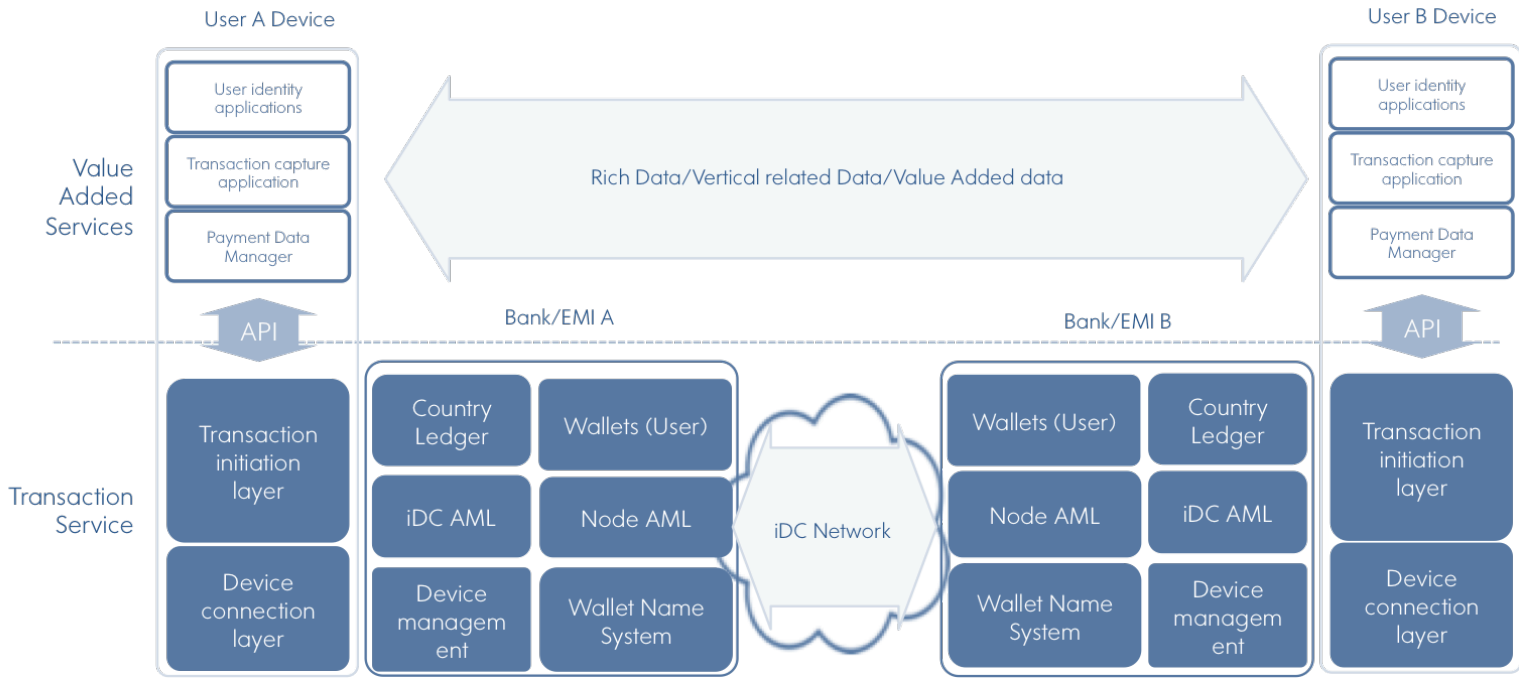 User A Device
User B Device
User identity
applications
Transaction capture
application
Payment Data
Manager
Value
Added
Services
Rich Data/Vertical related Data/Value Added data
User identity
applications
Transaction capture
application
Payment Data
Manager
API
Bank/EMI A
Bank/EMI B
API
Transaction
Service
Transaction
initiation
layer
Device
connection
layer
Country
Ledger
Wallets (User)
iDC AML
Node AML
Device
managem
ent
Wallet Name
System
iDC Network
Wallets (User)
Country
Ledger
Node AML
iDC AML
Wallet Name
System
Device
managem
ent
Transaction
initiation
layer
Device
connection
layer